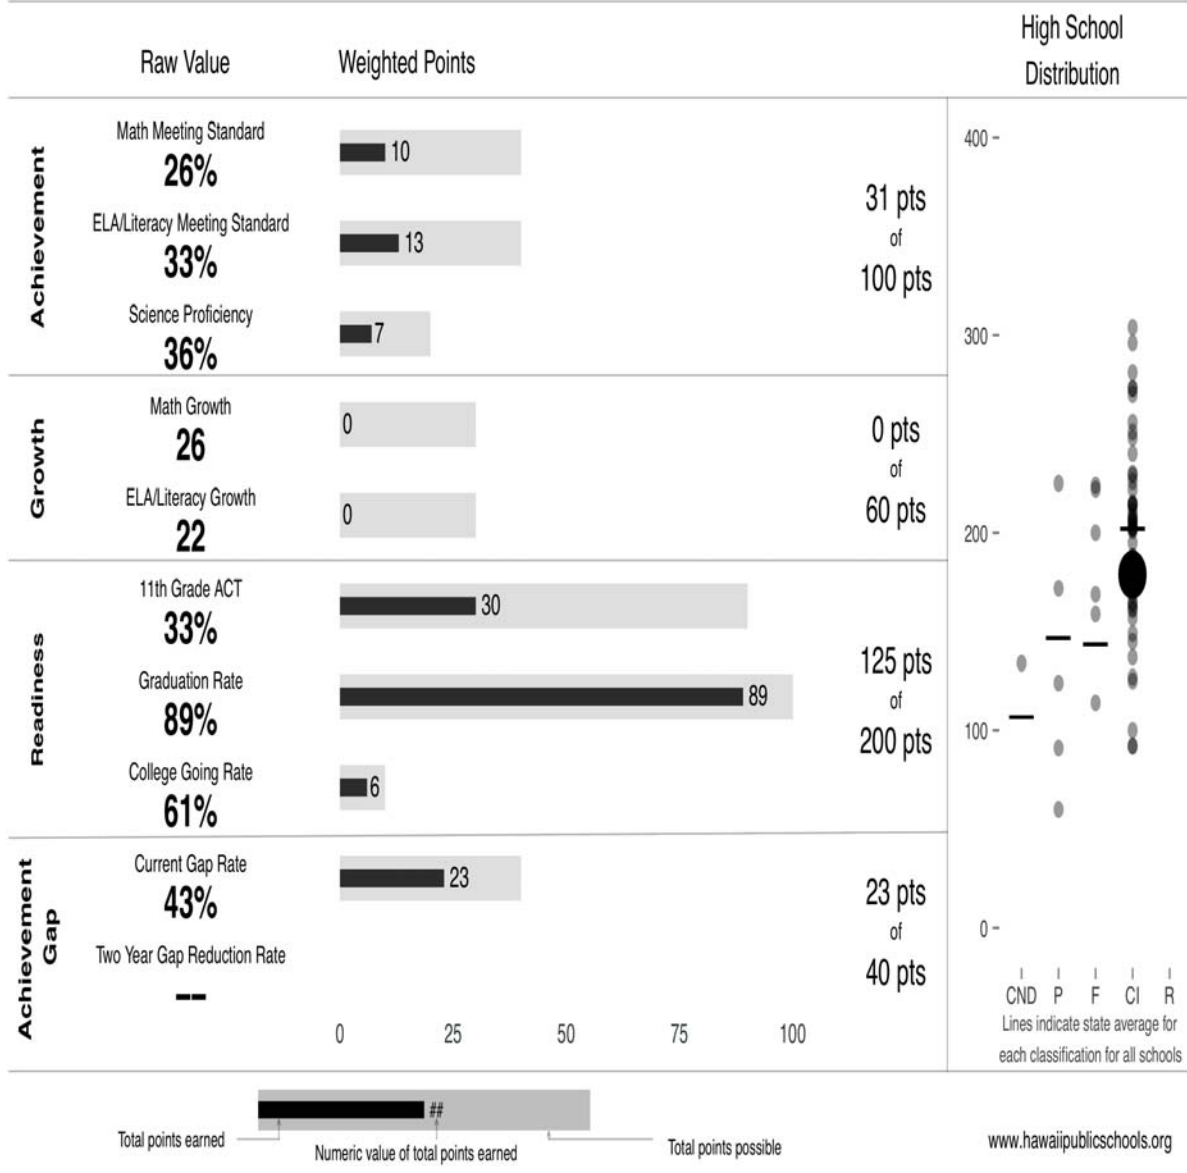 Raw Value
Weighted Points
High School
Distribution
Achievement
Math Meeting Standard
26%
10
ELA/Literacy Meeting Standard
33%
13
Science Proficiency
36%
7
31 pts
of
100 pts
Growth
Math Growth
26
0
ELA/Literacy Growth
22
0
0 pts
of
60 pts
Readiness
11th Grade ACT
33%
30
Graduation Rate
89%
89
College Going Rate
61%
6
125 pts
of
200 pts
Achievement
Gap
Current Gap Rate
43%
23
Two Year Gap Reduction Rate
--
23 pts
of
40 pts
0 25 50 75 100
400
300
200
100
0
CND P F CI R
Lines indicate state average for
each classification for all schools
##
Total points earned
Numeric value of total points earned
Total points possible
www.hawaiipublicschools.org